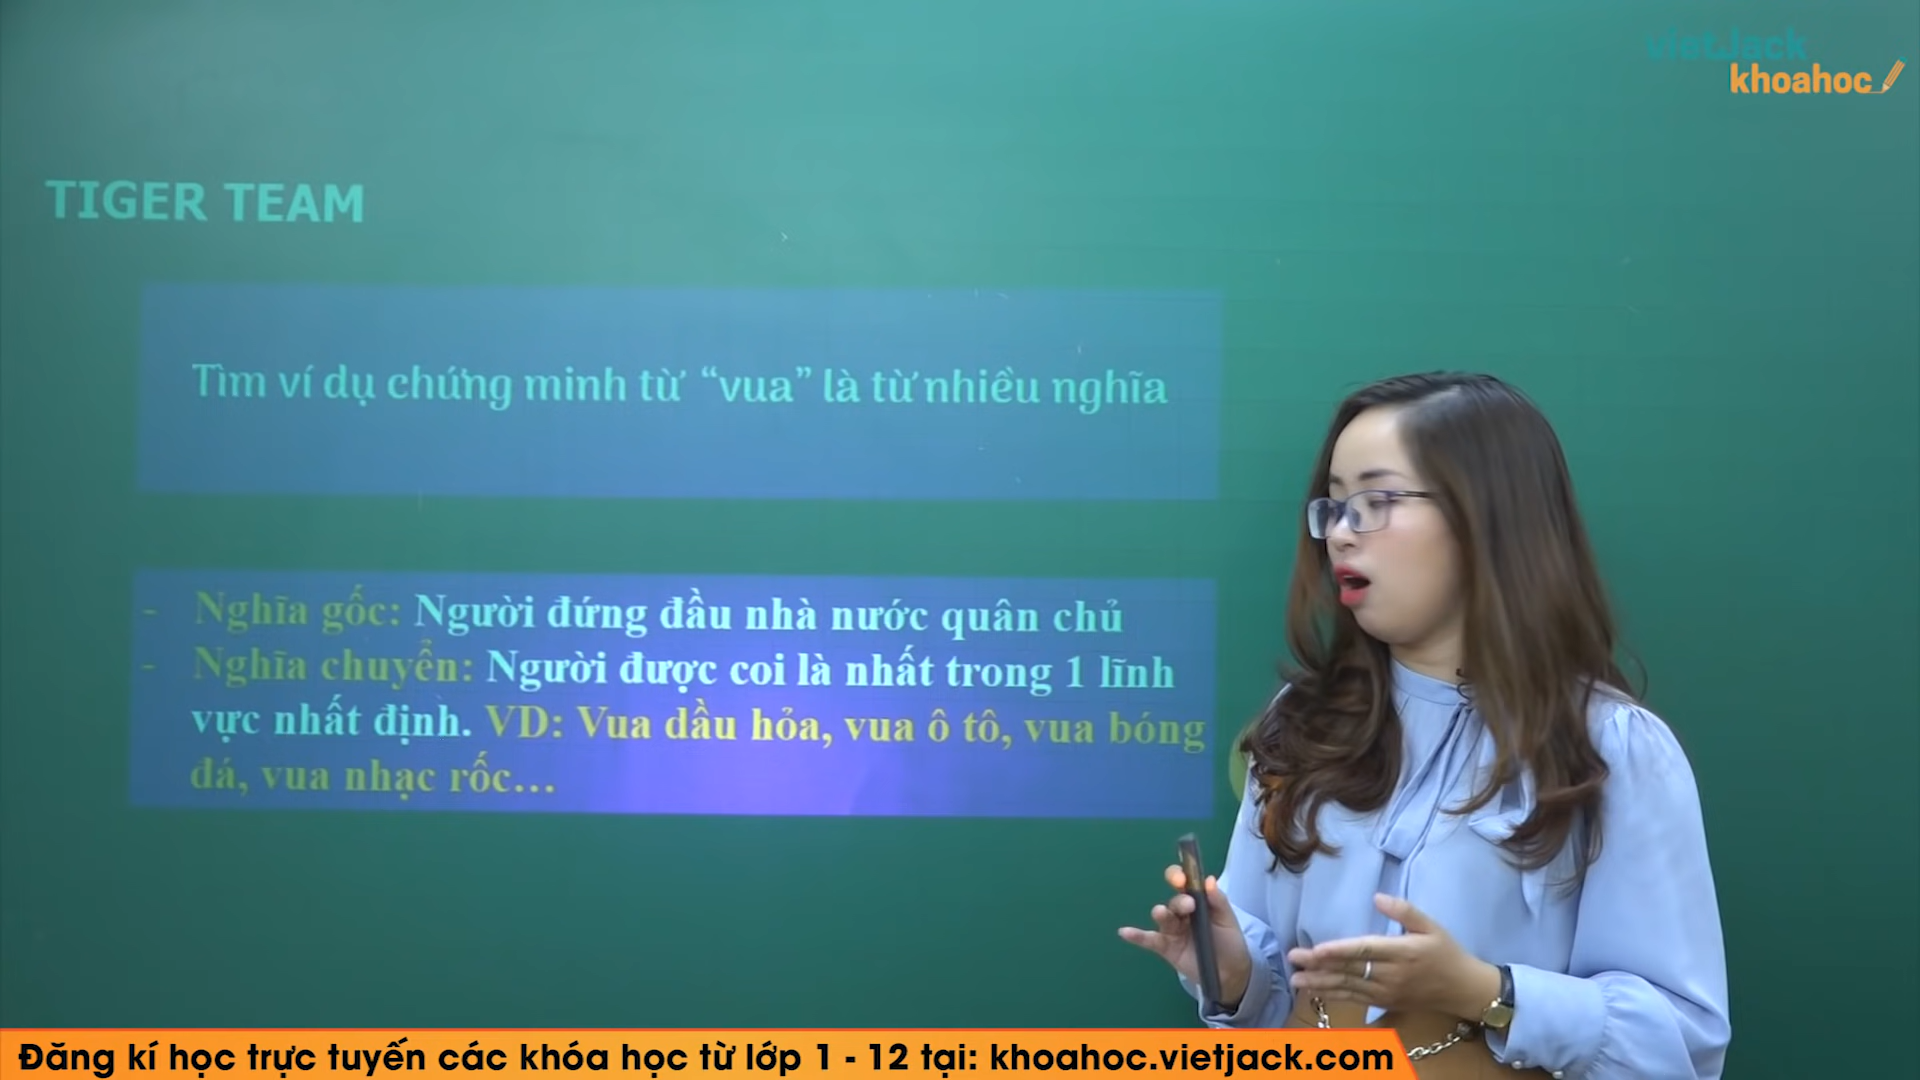 vietJack
khoahoc
TIGER TEAM
Tìm ví dụ chứng minh từ “vua” là từ nhiều nghĩa
- Nghĩa gốc: Người đứng đầu nhà nước quân chủ
- Nghĩa chuyển: Người được coi là nhất trong 1 lĩnh
vực nhất định. VD: Vua dầu hỏa, vua ô tô, vua bóng
đá, vua nhạc rốc...
Đăng kí học trực tuyến các khóa học từ lớp 1 - 12 tại: khoahoc.vietjack.com